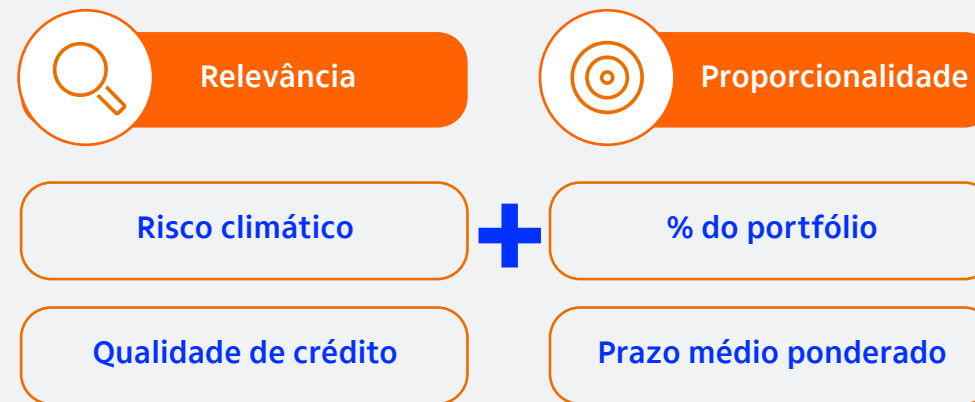 Relevância
Proporcionalidade
Risco climático
% do portfólio
Qualidade de crédito
Prazo médio ponderado